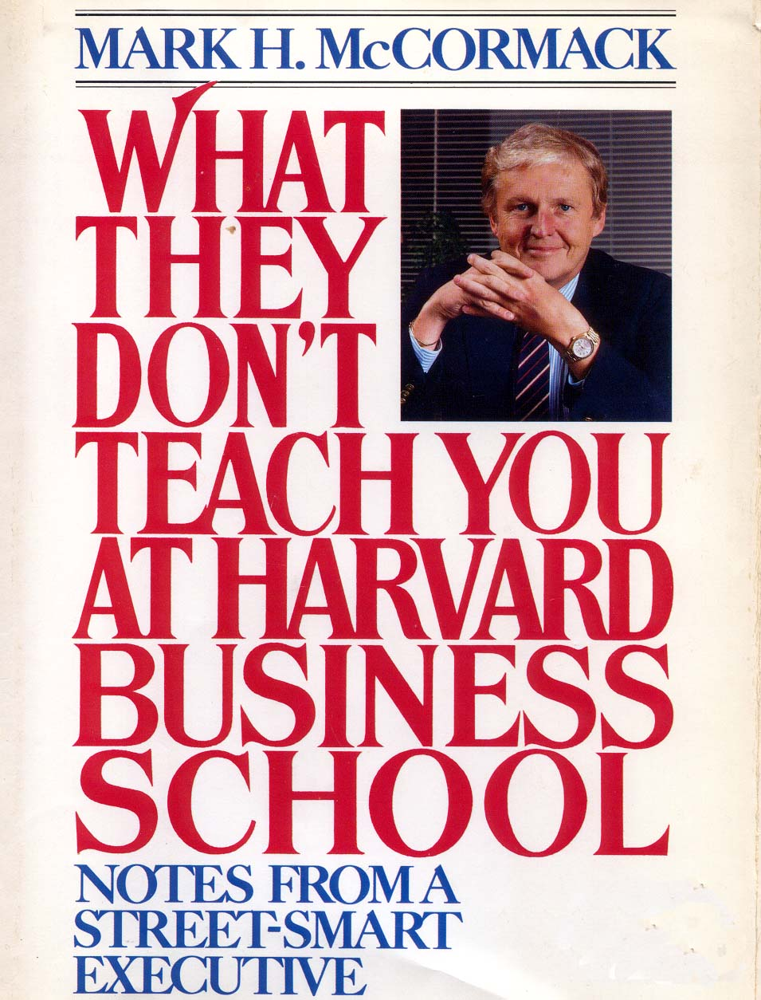 MARK H. McCORMACK
WHAT
THEY
DON'T
TEACH YOU
AT HARVARD
BUSINESS
SCHOOL
NOTES FROM A
STREET-SMART
EXECUTIVE